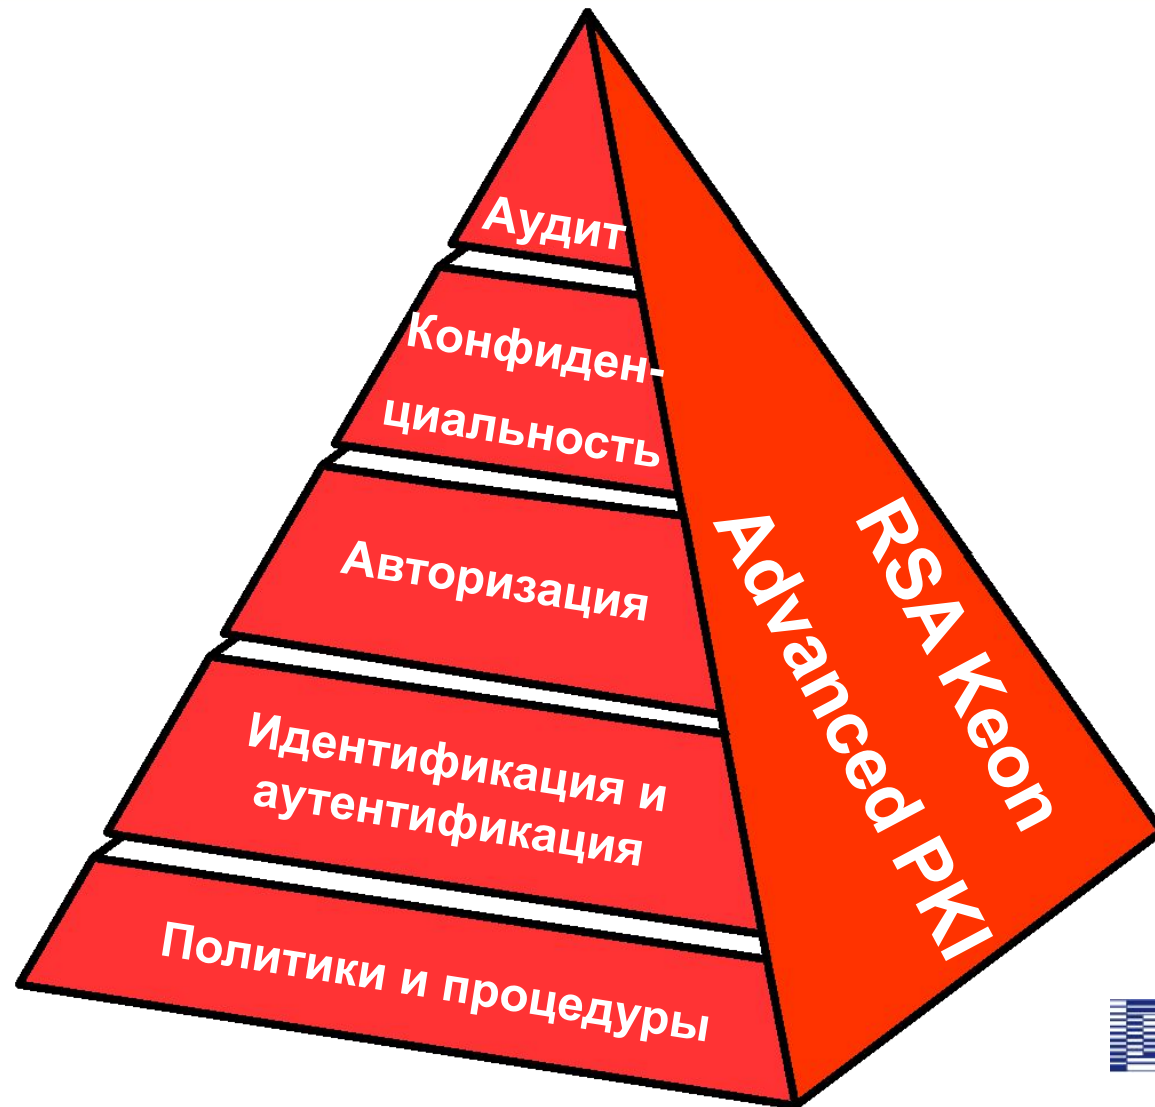 Аудит
Конфиден-
циальность
Авторизация
Идентификация и
аутентификация
Политики и процедуры
RSA Keon
Advanced PKI